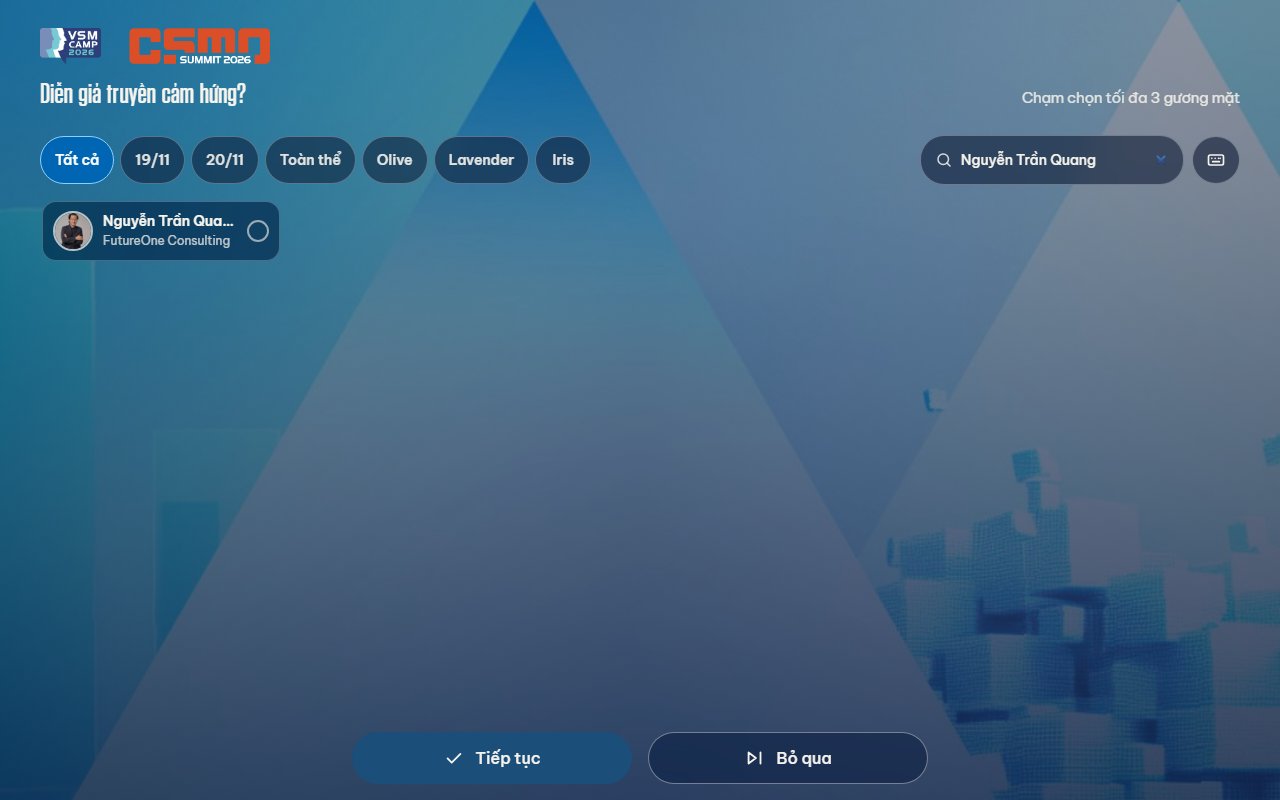 VSM
CAMP
2026
CSMO
SUMMIT 2026
Diễn giả truyền cảm hứng?
Chạm chọn tối đa 3 gương mặt
Tất cả
19/11
20/11
Toàn thể
Olive
Lavender
Iris
Nguyễn Trần Quang
Nguyễn Trần Qua...
FutureOne Consulting
Tiếp tục
Bỏ qua